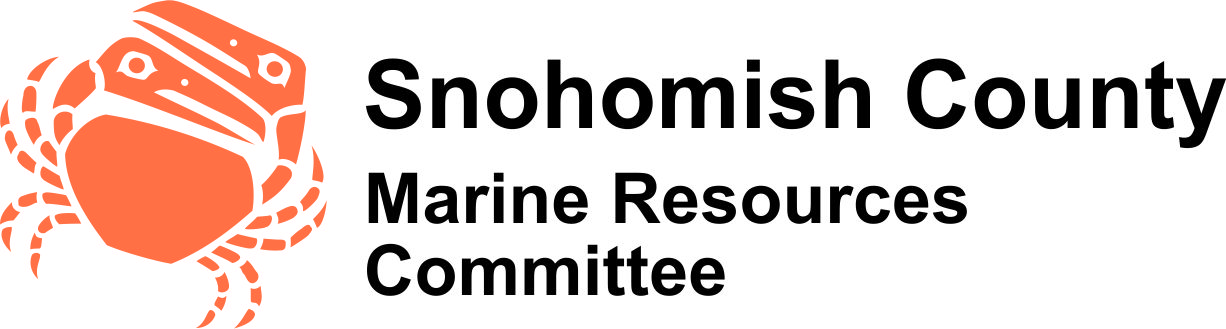 Snohomish County
Marine Resources
Committee